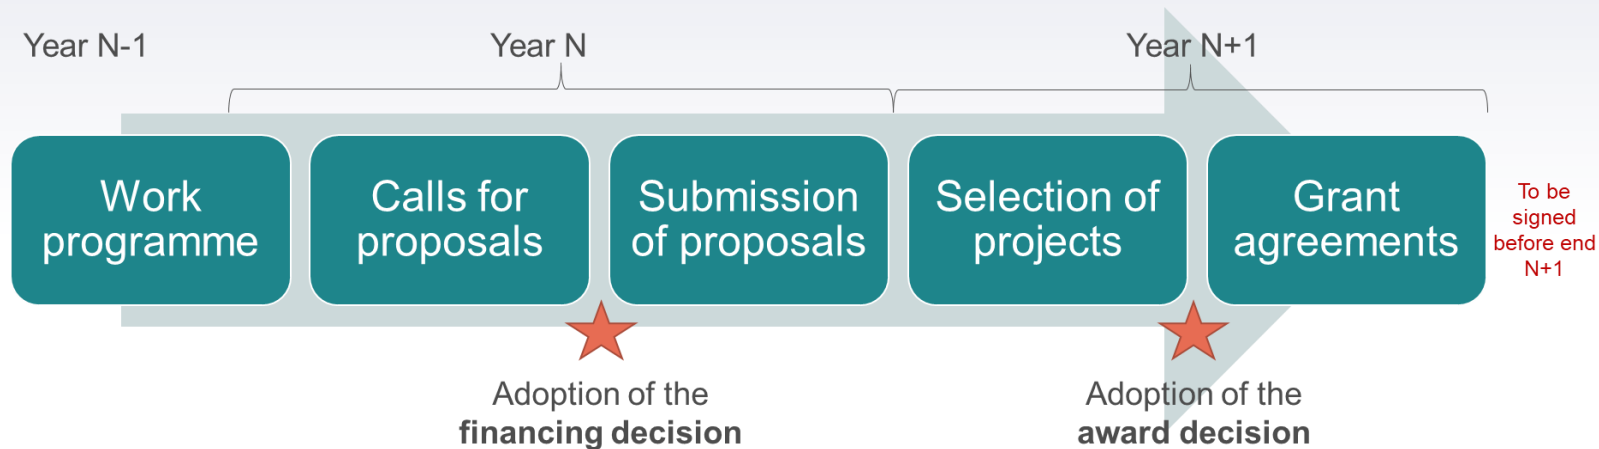 Year N-1
Year N
Year N+1
Work
programme
Calls for
proposals
Submission
of proposals
Selection of
projects
Grant
agreements
To be
signed
before end
N+1
Adoption of the
financing decision
Adoption of the
award decision